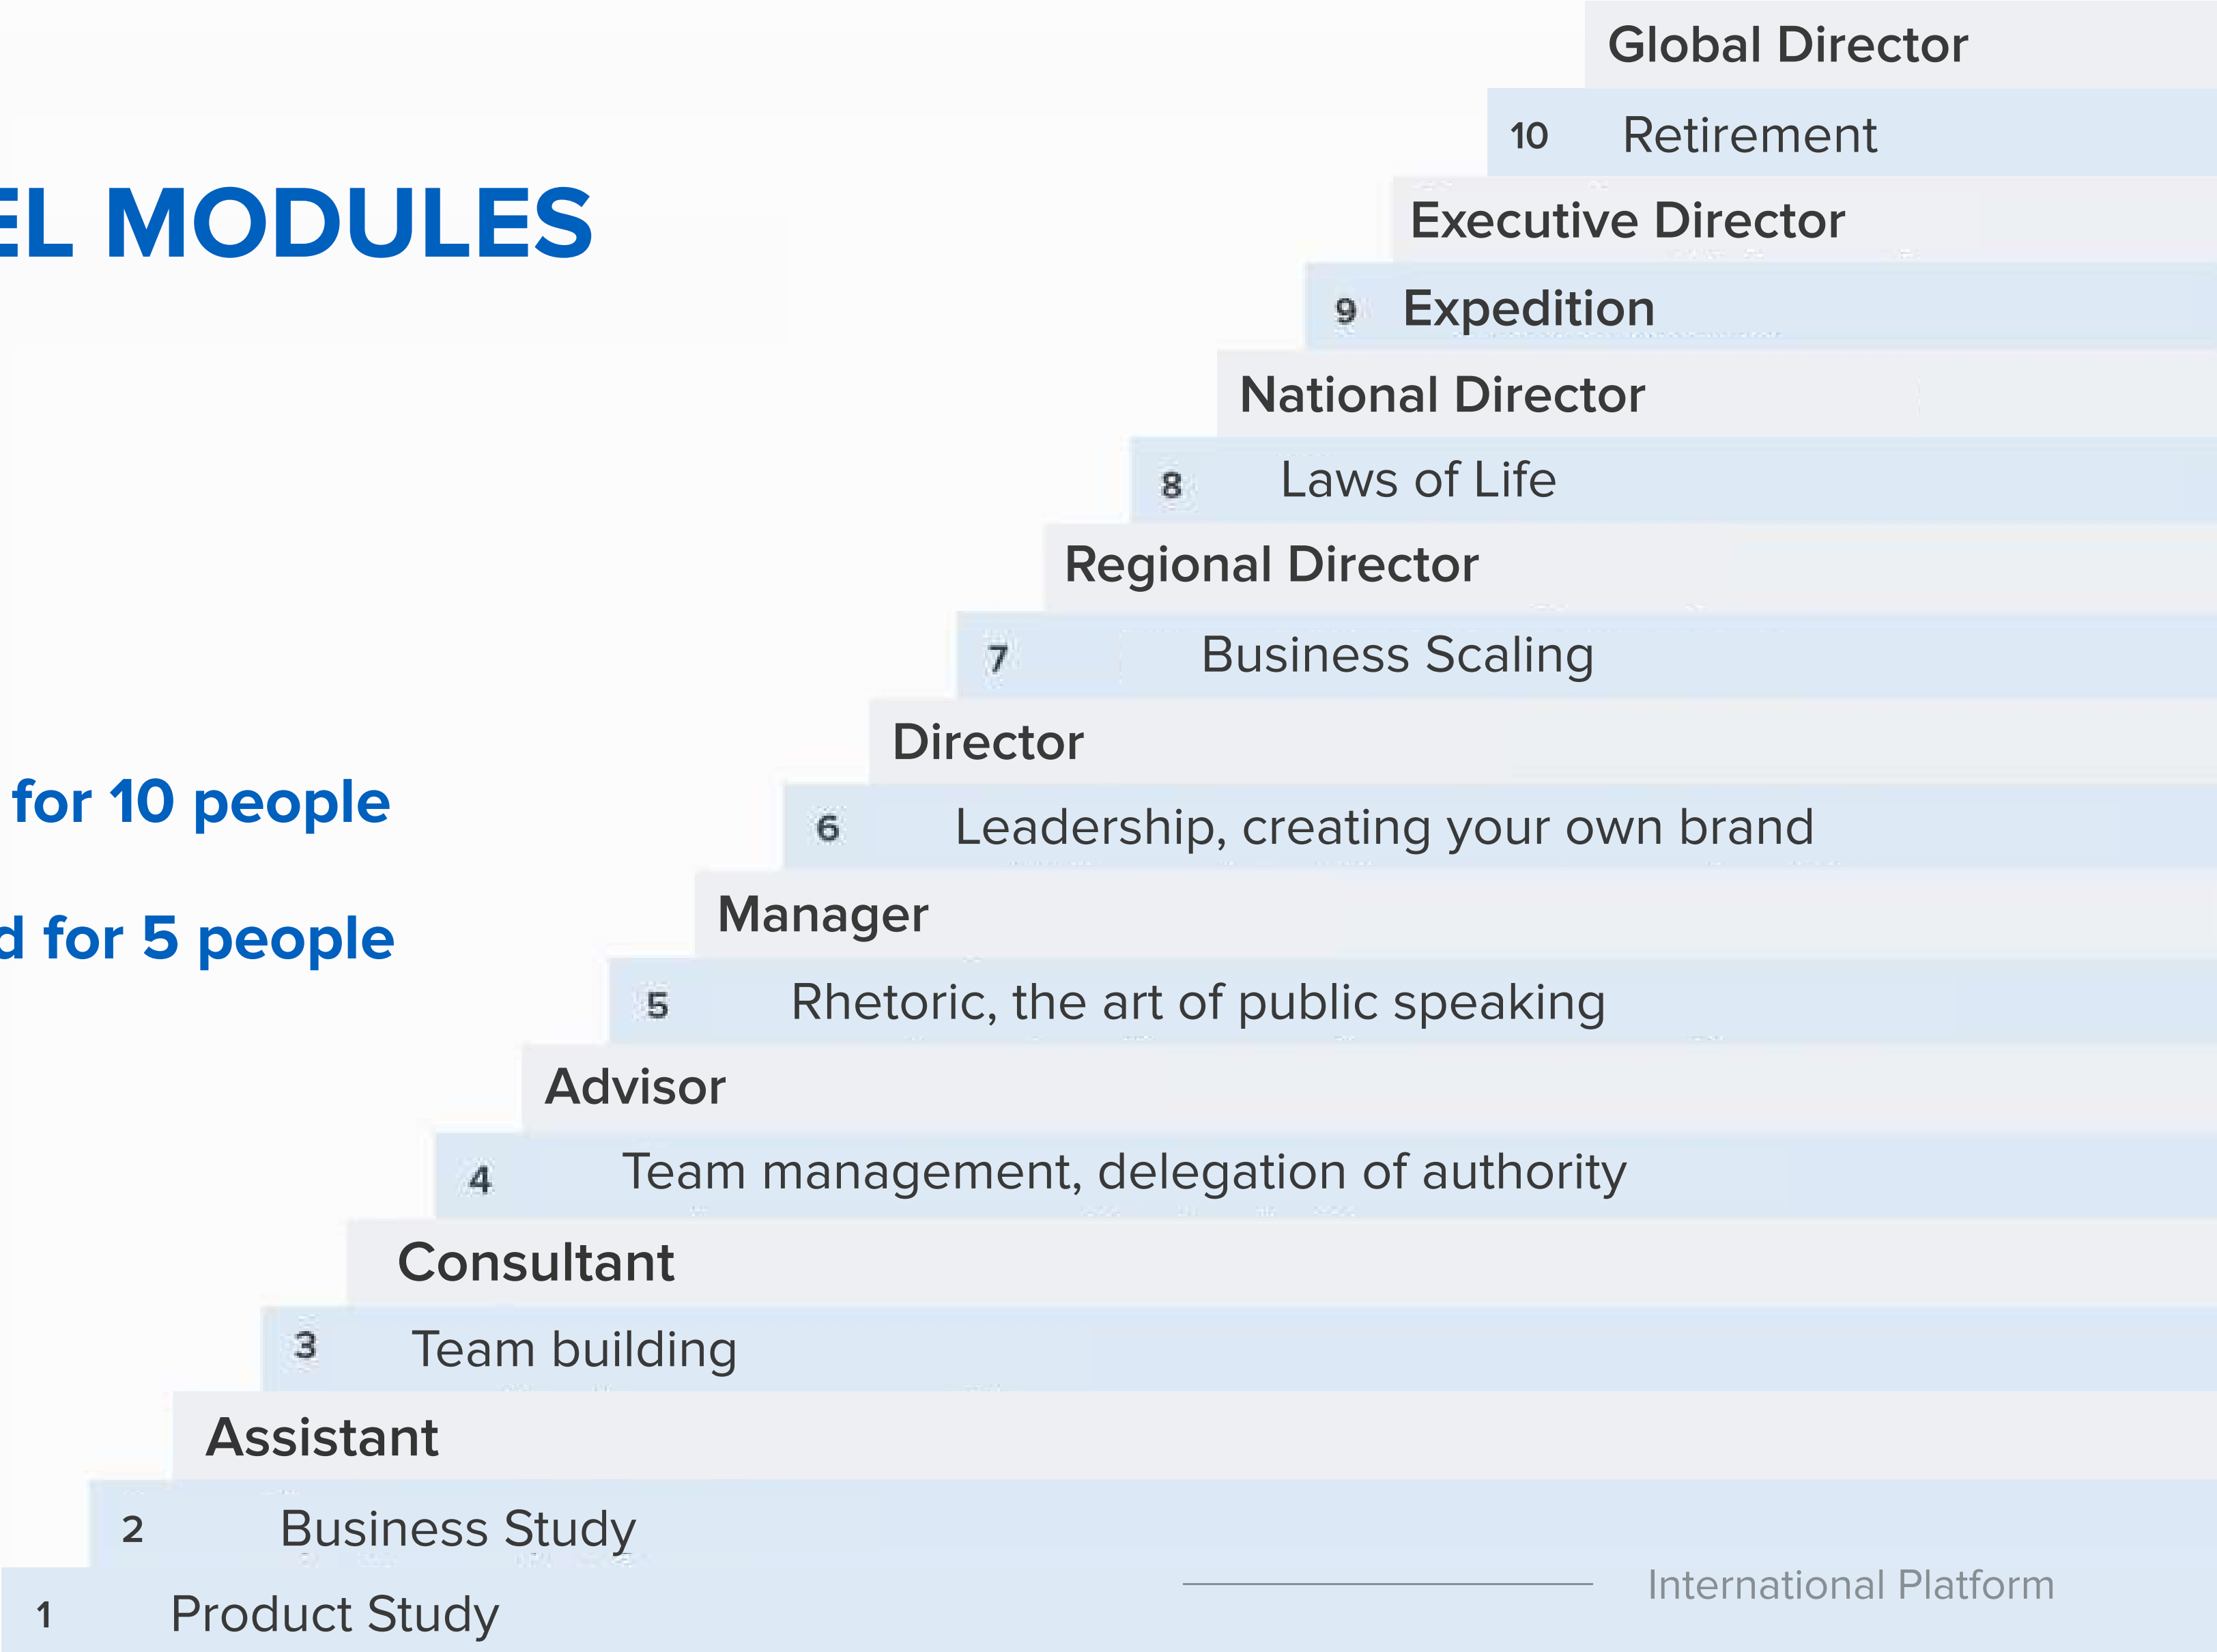 Global Director
10 Retirement
EL MODULES
Executive Director
9 Expedition
National Director
8 Laws of Life
Regional Director
7 Business Scaling
Director
for 10 people
6 Leadership, creating your own brand
Manager
d for 5 people
5 Rhetoric, the art of public speaking
Advisor
4 Team management, delegation of authority
Consultant
3 Team building
Assistant
2 Business Study
International Platform
1 Product Study